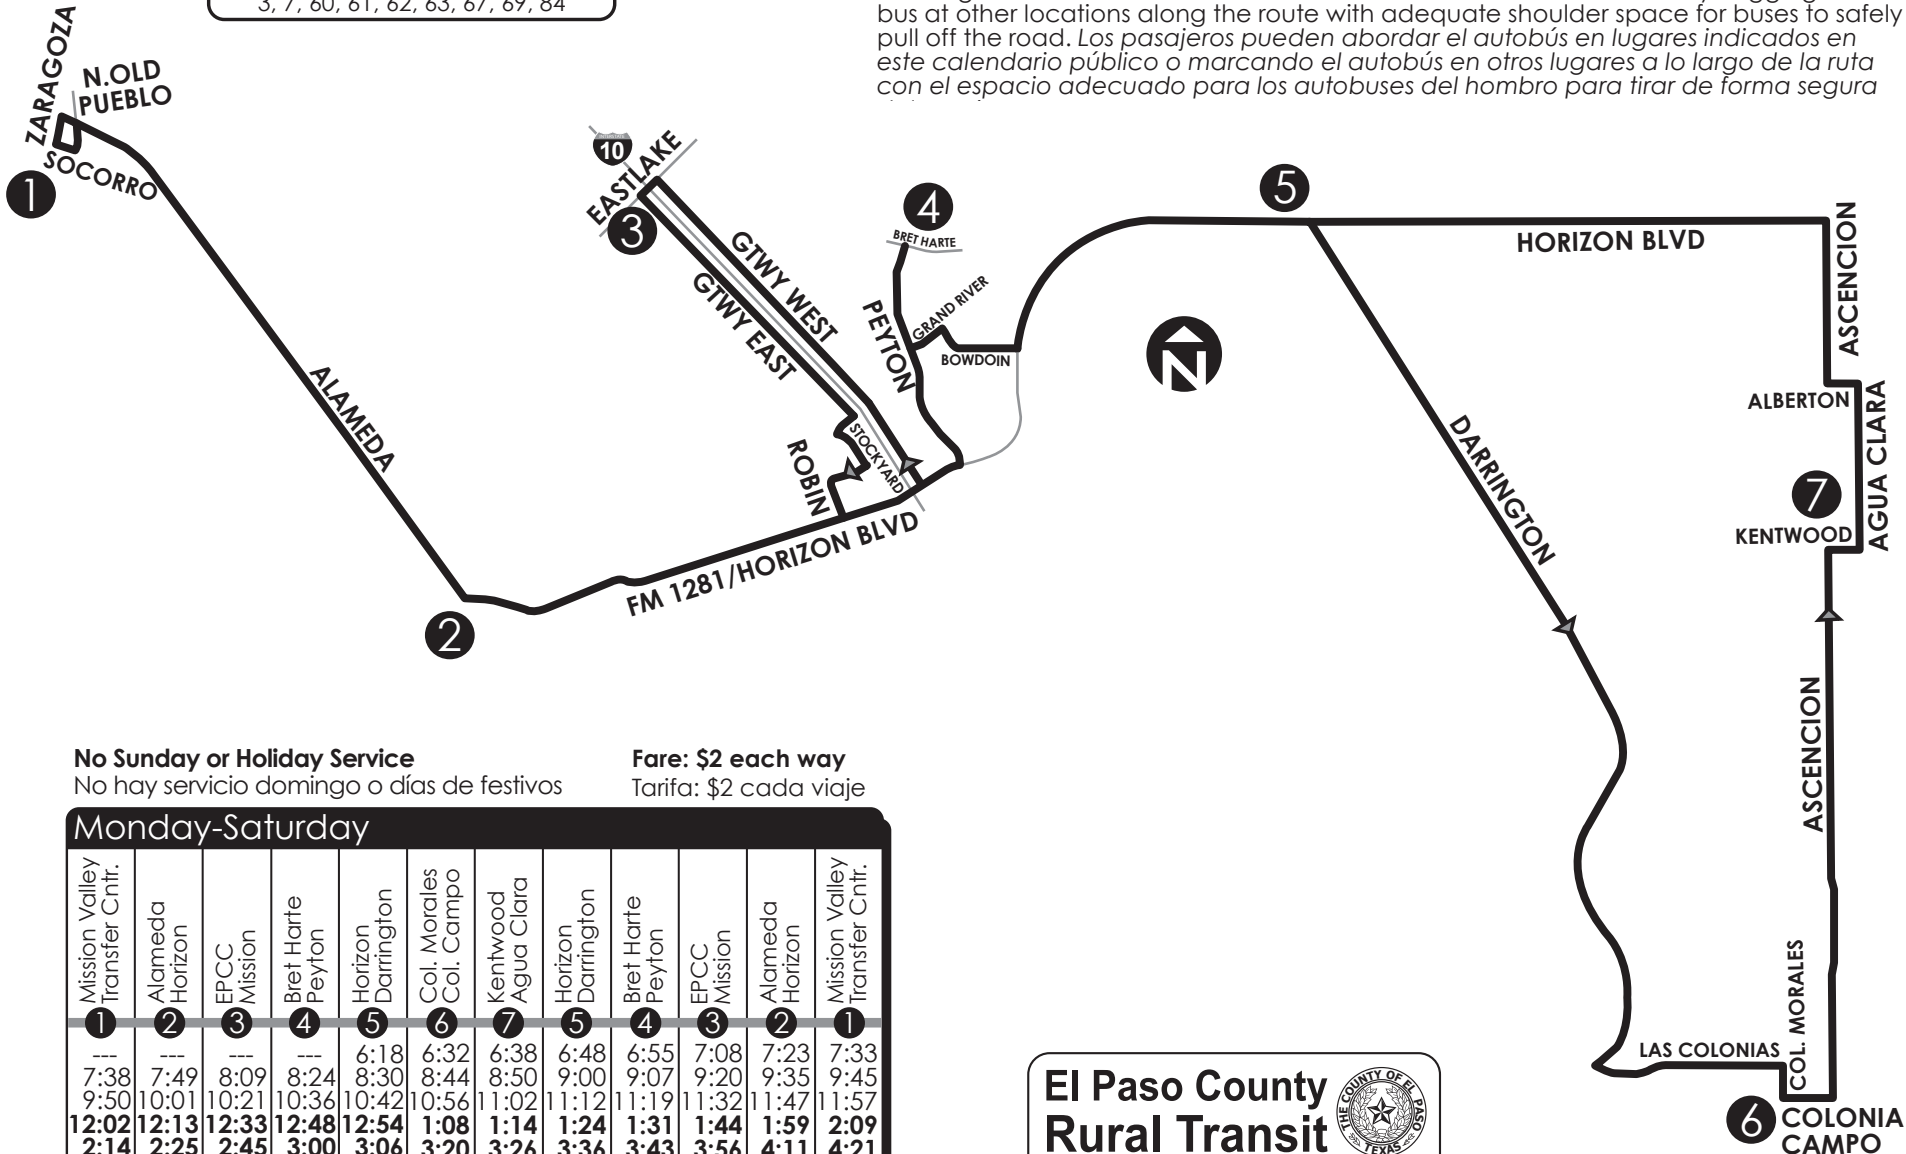 3, 7, 60, 61, 62, 63, 67, 69, 84
bus at other locations along the route with adequate shoulder space for buses to safely
pull off the road. Los pasajeros pueden abordar el autobús en lugares indicados en
este calendario público o marcando el autobús en otros lugares a lo largo de la ruta
con el espacio adecuado para los autobuses del hombro para tirar de forma segura
ZARAGOZA
N.OLD
PUEBLO
SOCORRO
1
ALAMEDA
2
10
EASTLAKE
3
GTWY WEST
GTWY EAST
STOCKYARD
ROBIN
FM 1281/HORIZON BLVD
4
BRET HARTE
PEYTON
GRAND RIVER
BOWDOIN
N
5
HORIZON BLVD
DARRINGTON
ASCENCION
ALBERTON
AGUA CLARA
7
KENTWOOD
ASCENCION
COL. MORALES
LAS COLONIAS
6
COLONIA
CAMPO
No Sunday or Holiday Service
No hay servicio domingo o días de festivos
Fare: $2 each way
Tarifa: $2 cada viaje
Monday-Saturday
Mission Valley
Transfer Cntr.
Alameda
Horizon
EPCC
Mission
Bret Harte
Peyton
Horizon
Darrington
Col. Morales
Col. Campo
Kentwood
Agua Clara
Horizon
Darrington
Bret Harte
Peyton
EPCC
Mission
Alameda
Horizon
Mission Valley
Transfer Cntr.
1 2 3 4 5 6 7 5 4 3 2 1
--- --- --- --- 6:18 6:32 6:38 6:48 6:55 7:08 7:23 7:33
7:38 7:49 8:09 8:24 8:30 8:44 8:50 9:00 9:07 9:20 9:35 9:45
9:50 10:01 10:21 10:36 10:42 10:56 11:02 11:12 11:19 11:32 11:47 11:57
12:02 12:13 12:33 12:48 12:54 1:08 1:14 1:24 1:31 1:44 1:59 2:09
2:14 2:25 2:45 3:00 3:06 3:20 3:26 3:36 3:43 3:56 4:11 4:21
El Paso County
Rural Transit
THE COUNTY OF EL PASO
TEXAS